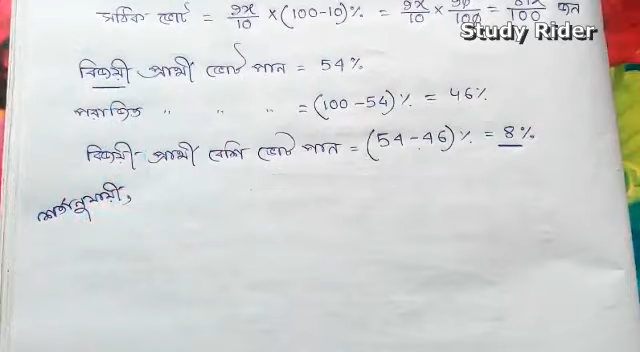 সঠিক ভোট = 9x/10 × (100-10)% = 9x/10 × 90/100 = 81x/100 জন
Study Rider
বিজয়ী প্রার্থী ভোট পান = 54%
পরাজিত " " " = (100-54)% = 46%
বিজয়ী প্রার্থী বেশি ভোট পান = (54-46)% = 8%
শর্তানুযায়ী,